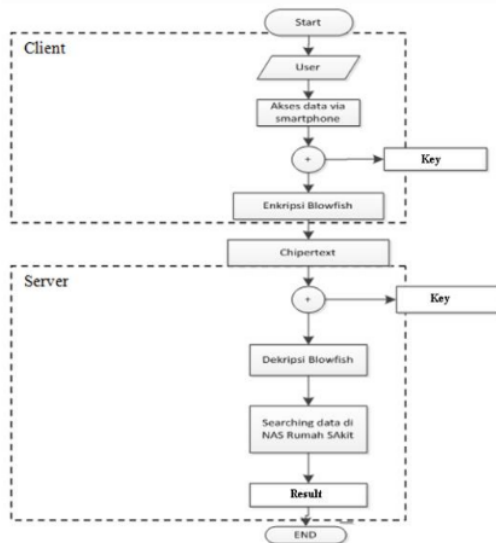 Start
Client
User
Akses data via
smartphone
+
Key
Enkripsi Blowfish
Chipertext
Server
+
Key
Dekripsi Blowfish
Searching data di
NAS Rumah SAkit
Result
END